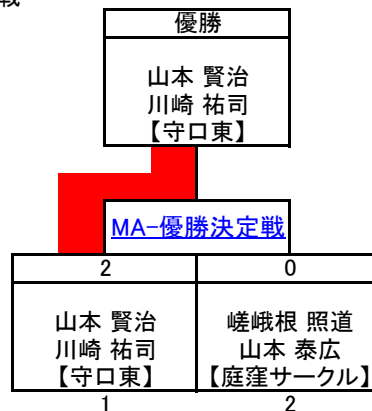 戦
優勝
山本 賢治
川崎 祐司
【守口東】
MA-優勝決定戦
2 0
山本 賢治 嵯峨根 照道
川崎 祐司 山本 泰広
【守口東】 【庭窪サークル】
1 2